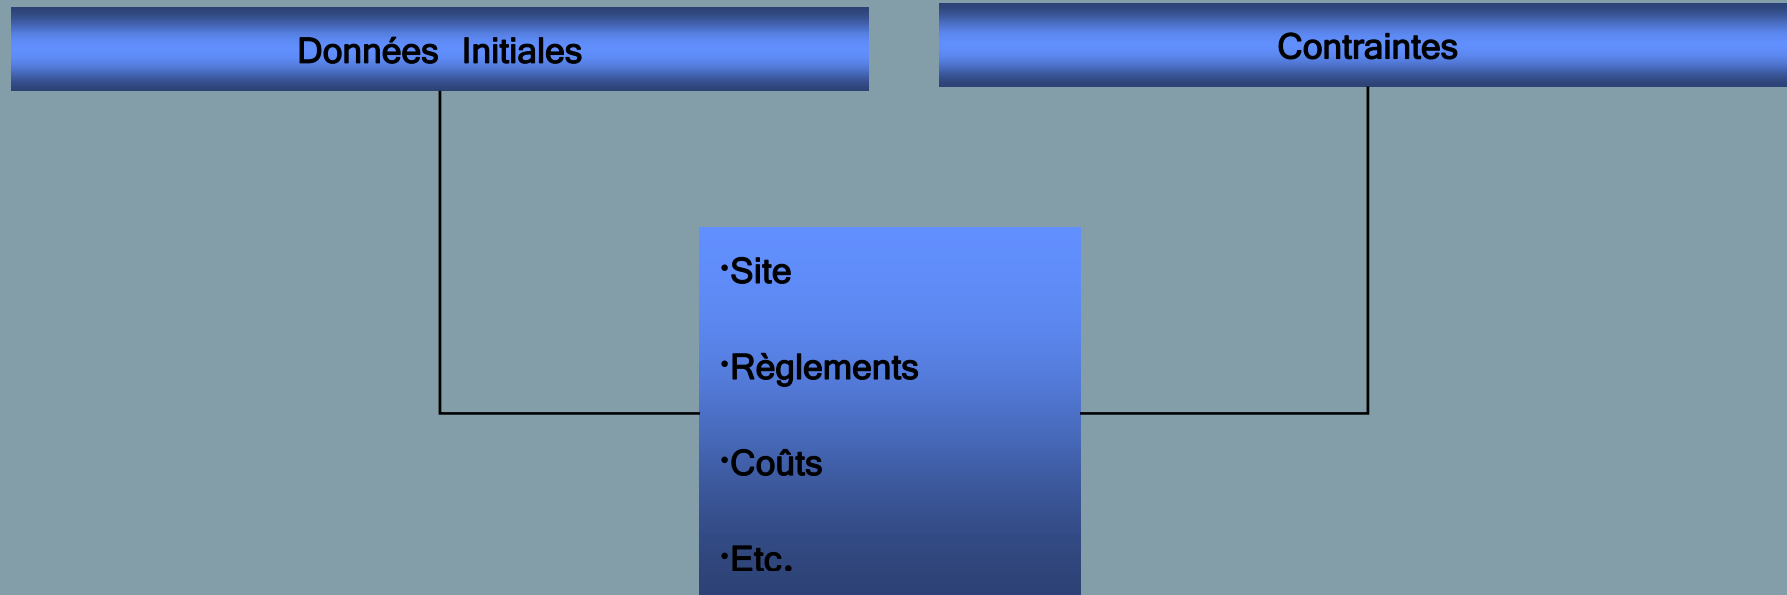 Données Initiales
Contraintes
·Site
·Règlements
·Coûts
·Etc.